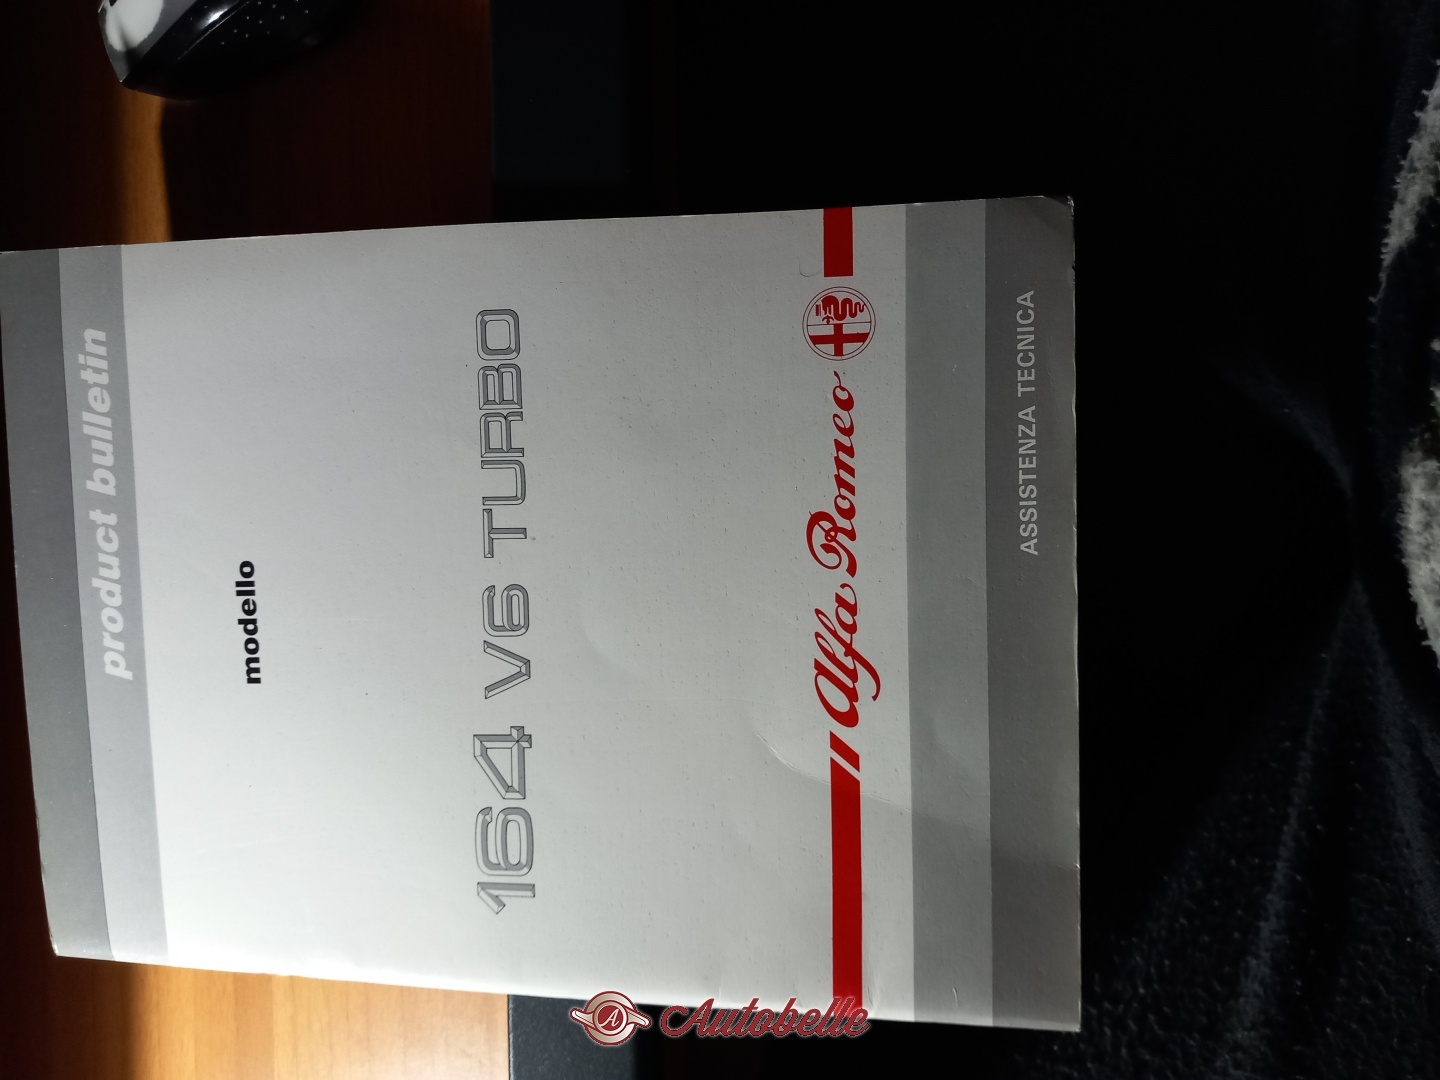 product bulletin
modello
164 V6 TURBO
Alfa Romeo
ASSISTENZA TECNICA
A Autobelle